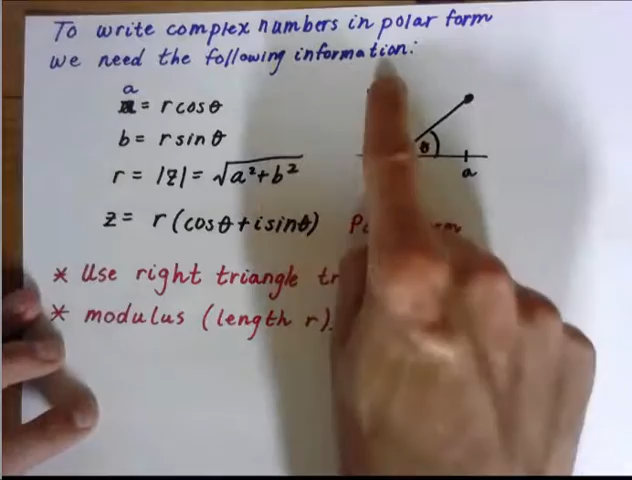 To write complex numbers in polar form
we need the following information:
a
= r cos θ
b = r sin θ
θ
r = |z| = √a²+b²
a
z = r (cos θ + i sin θ)
* Use right triangle
* modulus (length r).